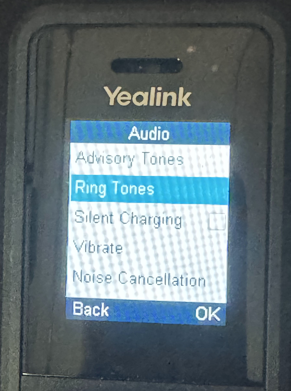 Yealink
Audio
Advisory Tones
Ring Tones
Silent Charging
Vibrate
Noise Cancellation
Back OK